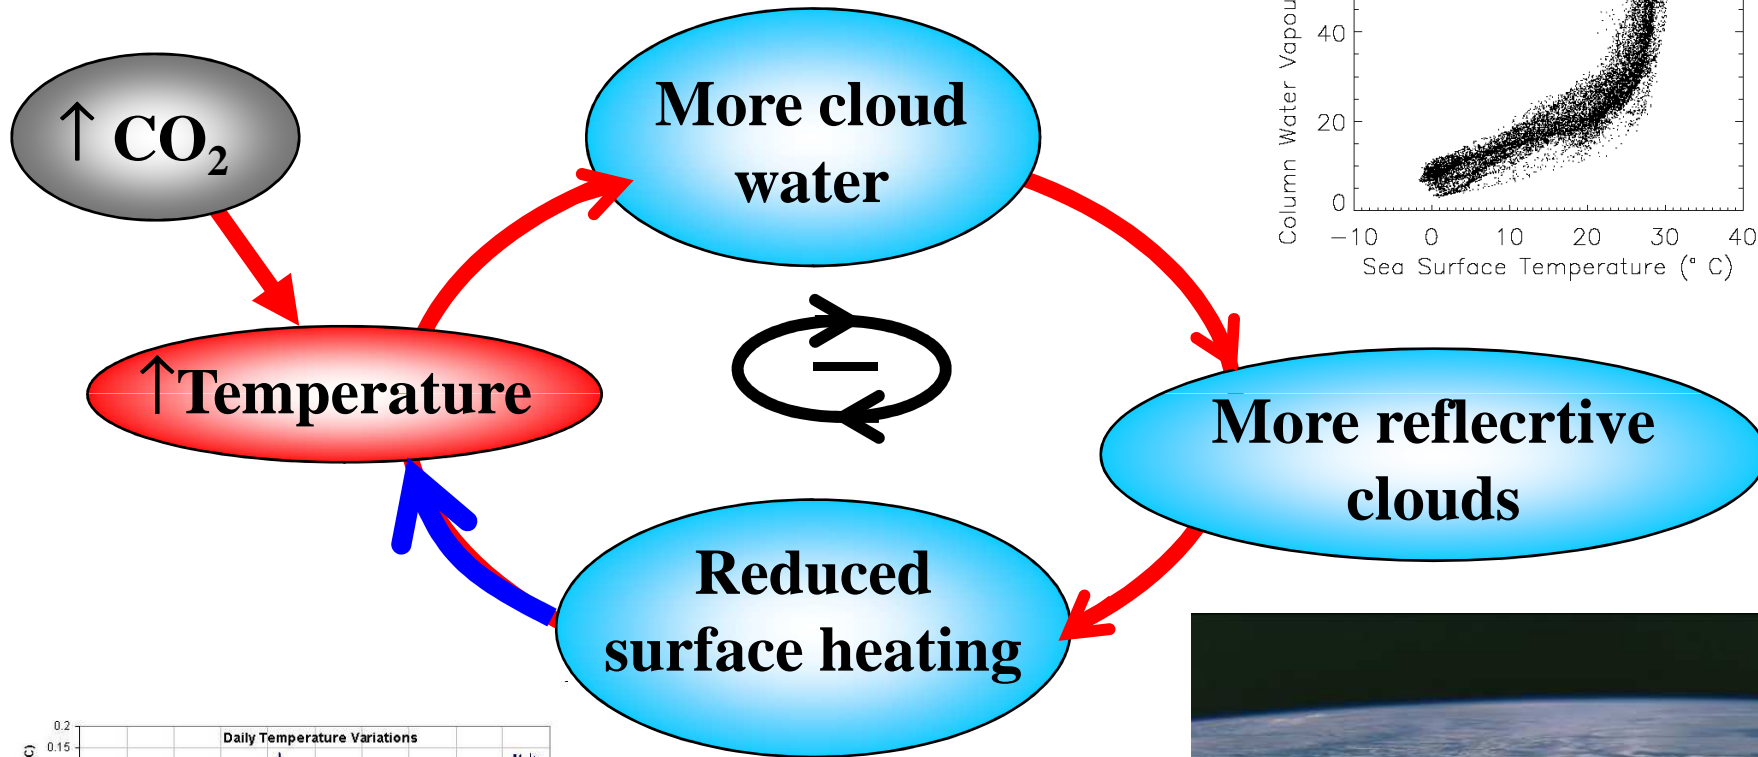 ↑ CO₂
More cloud
water
↑Temperature
—
More reflecrtive
clouds
Reduced
surface heating
Column Water Vapou
40
20
0
−10 0 10 20 30 40
Sea Surface Temperature (° C)
Daily Temperature Variations
0.2
0.15
C)